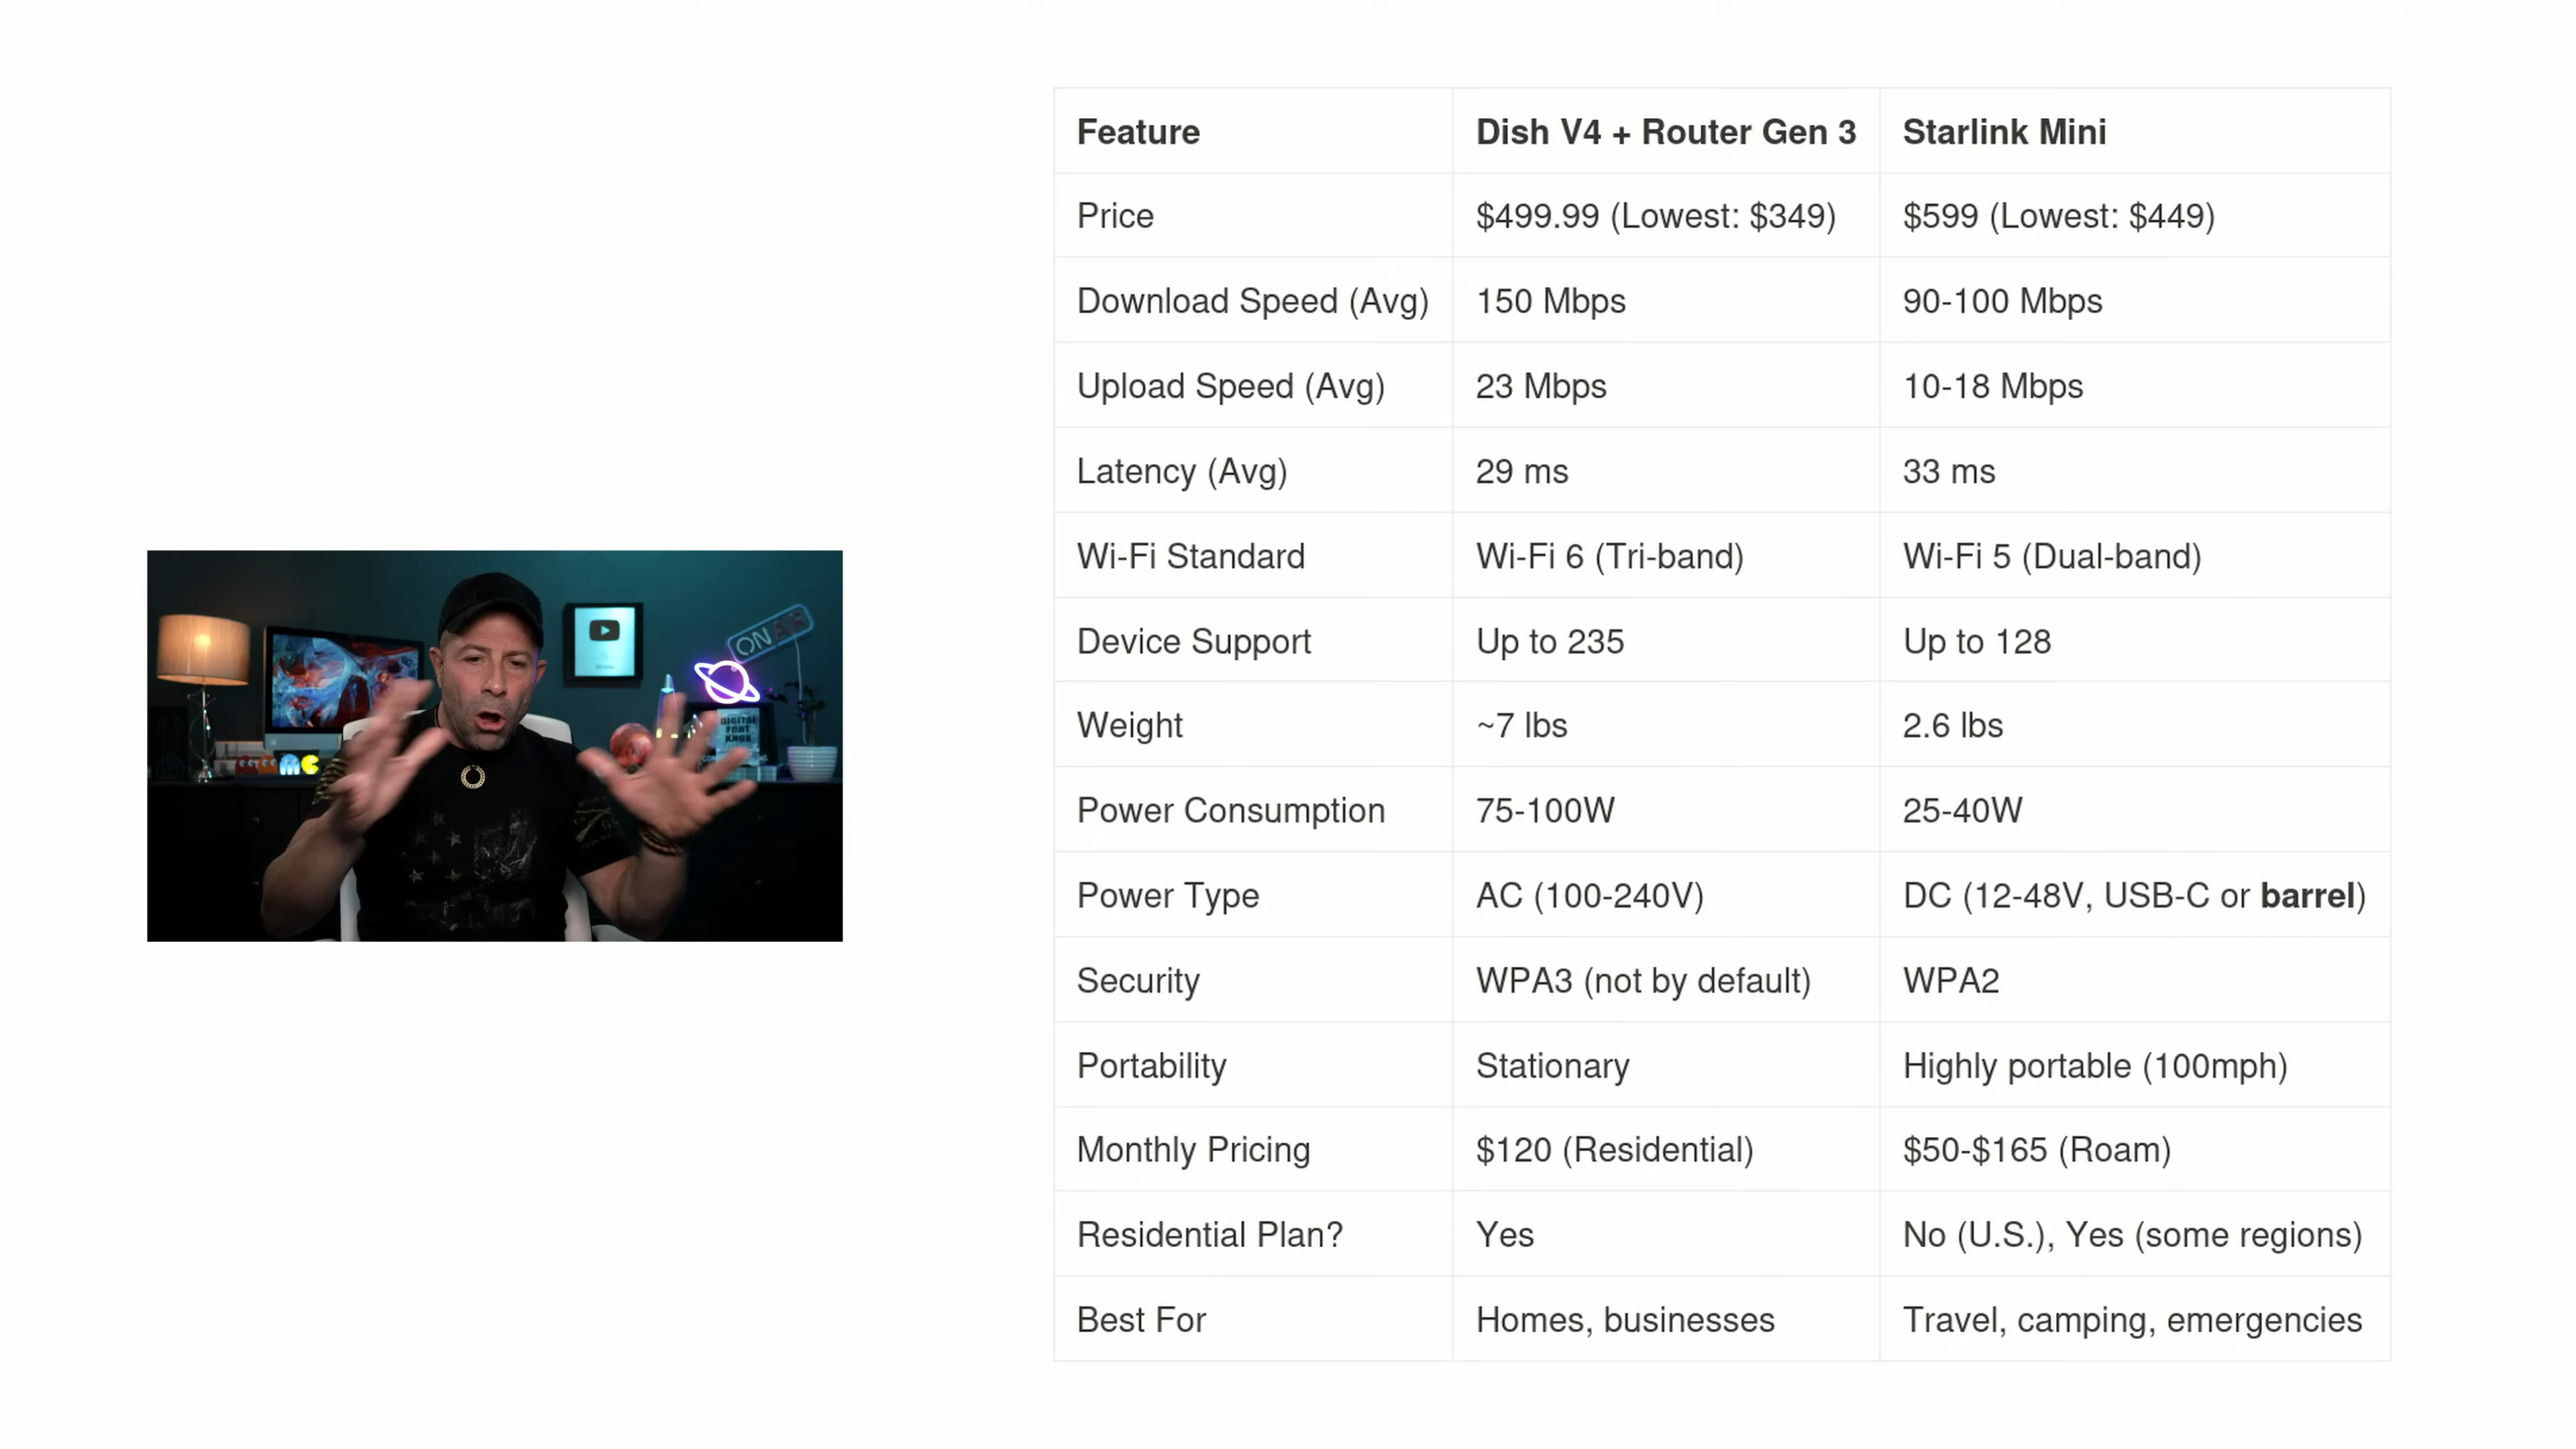 Feature Dish V4 + Router Gen 3 Starlink Mini
Price $499.99 (Lowest: $349) $599 (Lowest: $449)
Download Speed (Avg) 150 Mbps 90-100 Mbps
Upload Speed (Avg) 23 Mbps 10-18 Mbps
Latency (Avg) 29 ms 33 ms
Wi-Fi Standard Wi-Fi 6 (Tri-band) Wi-Fi 5 (Dual-band)
Device Support Up to 235 Up to 128
Weight ~7 lbs 2.6 lbs
Power Consumption 75-100W 25-40W
Power Type AC (100-240V) DC (12-48V, USB-C or barrel)
Security WPA3 (not by default) WPA2
Portability Stationary Highly portable (100mph)
Monthly Pricing $120 (Residential) $50-$165 (Roam)
Residential Plan? Yes No (U.S.), Yes (some regions)
Best For Homes, businesses Travel, camping, emergencies
ON AIR
DIGITAL
FORT
KNOX